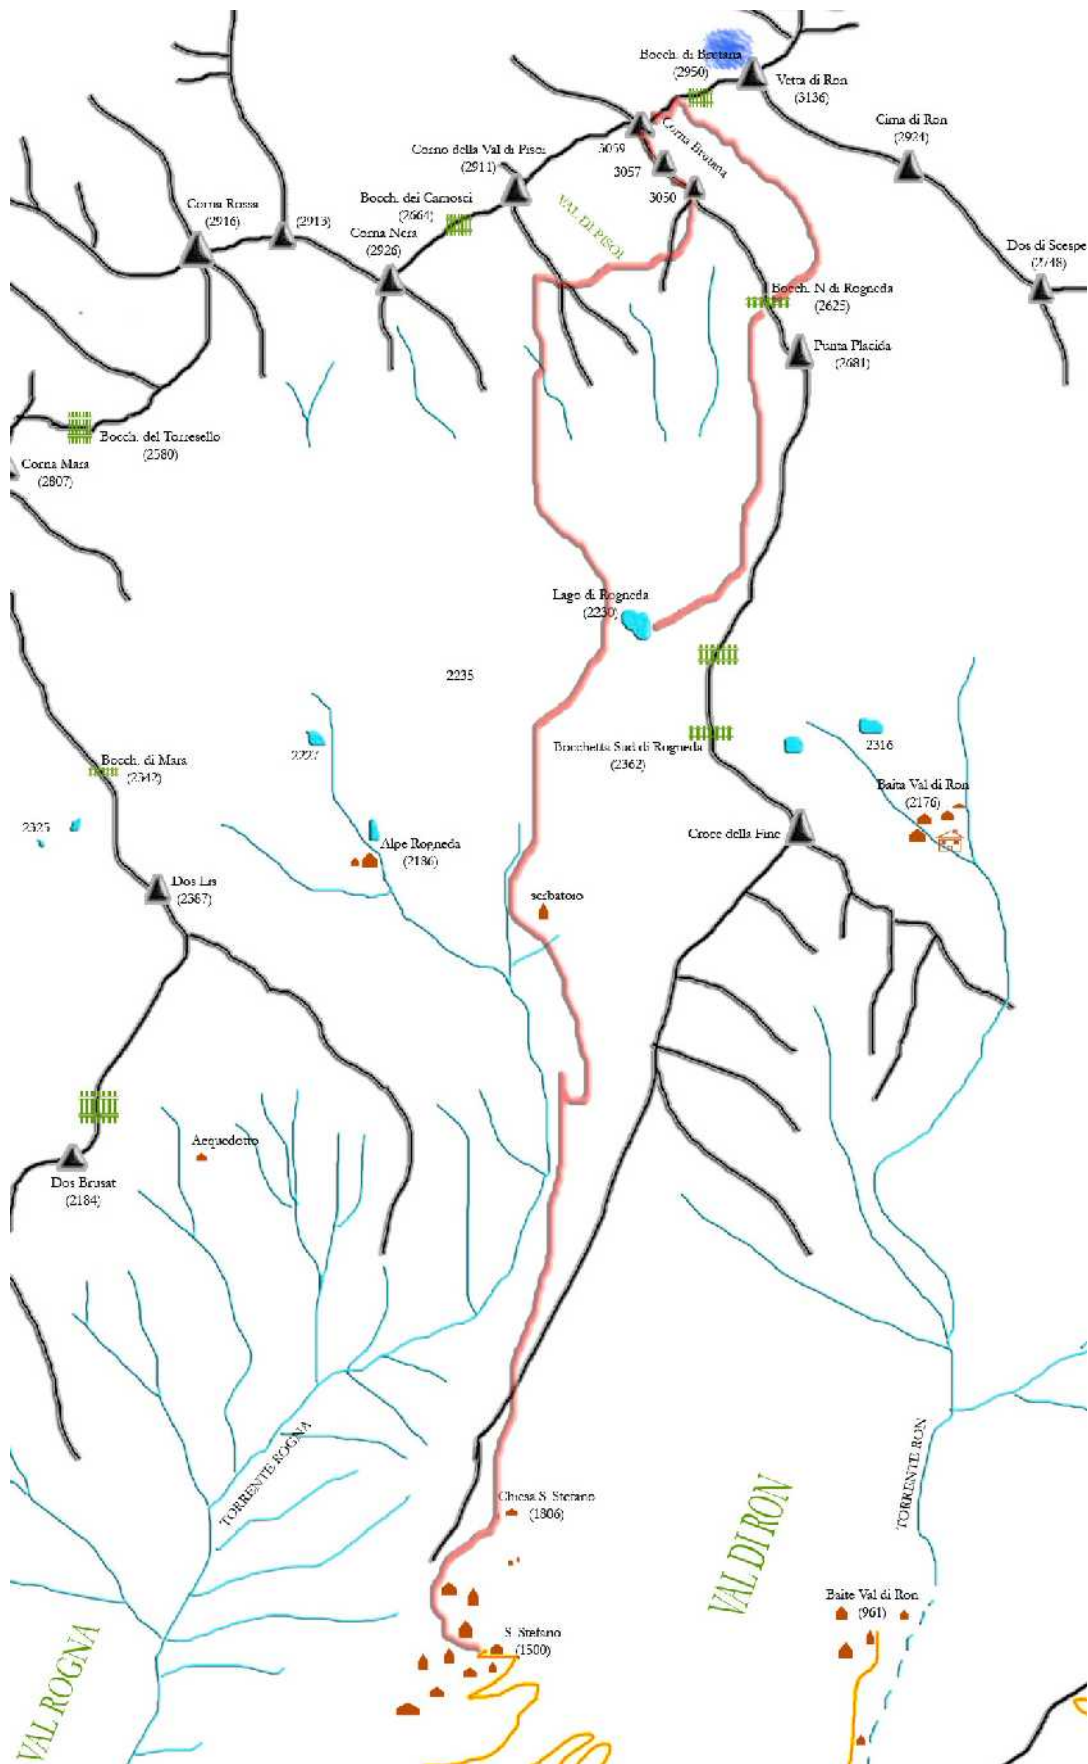 Bocch. di Bretana
(2950)
Vetta di Ron
(3136)
Cima di Ron
(2924)
Corna Brutana
3059
3057
3050
Corno della Val di Pisoi
(2911)
Bocch. dei Camosci
(2664)
VAL DI PISOI
Corna Rossa
(2916)
(2913)
Corna Nera
(2926)
Dos di Scespe
(2748)
Bocch. N di Rogneda
(2625)
Punta Placida
(2681)
Bocch. del Torresello
(2580)
Corna Mara
(2807)
Lago di Rogneda
(2230)
2235
2227
Bocchetta Sud di Rogneda
(2362)
2316
Bocch. di Mara
(2342)
Baita Val di Ron
(2176)
2325
Alpe Rogneda
(2186)
Croce della Fine
Dos Lis
(2387)
serbatoio
Acquedotto
Dos Brusat
(2184)
TORRENTE ROGNA
TORRENTE RON
Chiesa S. Stefano
(1806)
VAL DI RON
Baite Val di Ron
(961)
S. Stefano
(1500)
VAL ROGNA